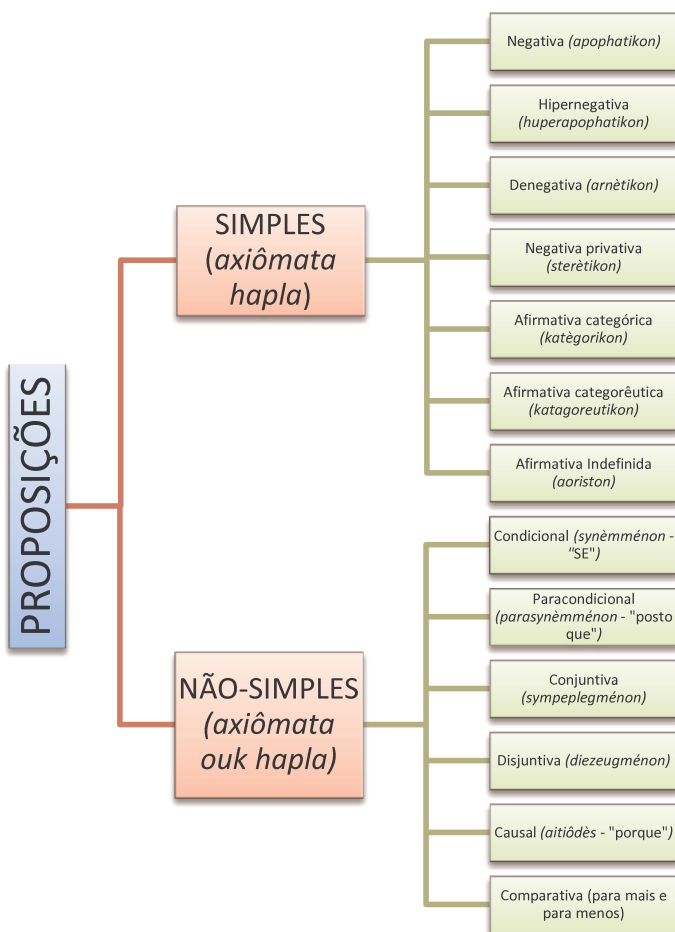 PROPOSIÇÕES
SIMPLES
(axiômata
hapla)
Negativa (apophatikon)
Hipernegativa
(huperapophatikon)
Denegativa (arnètikon)
Negativa privativa
(sterètikon)
Afirmativa categórica
(katègorikon)
Afirmativa categorêutica
(katagoreutikon)
Afirmativa Indefinida
(aoriston)
NÃO-SIMPLES
(axiômata
ouk hapla)
Condicional (synèmménon -
"SE")
Paracondicional
(parasynèmménon - "posto
que")
Conjuntiva
(sympeplegménon)
Disjuntiva (diezeugménon)
Causal (aitiôdès - "porque")
Comparativa (para mais e
para menos)